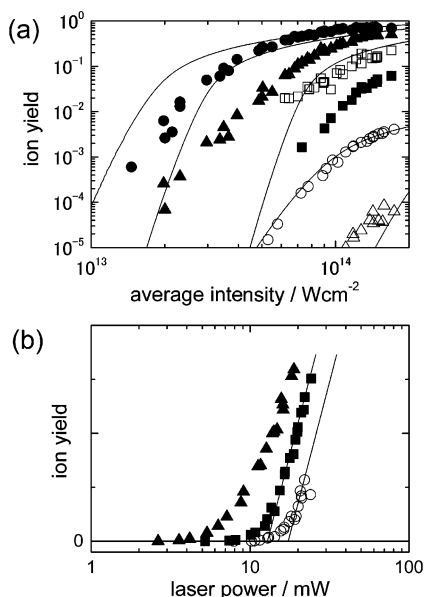 (a)
10^0
10^-1
10^-2
10^-3
10^-4
10^-5
ion yield
10^13
10^14
average intensity / Wcm^-2
(b)
ion yield
0
1
10
100
laser power / mW